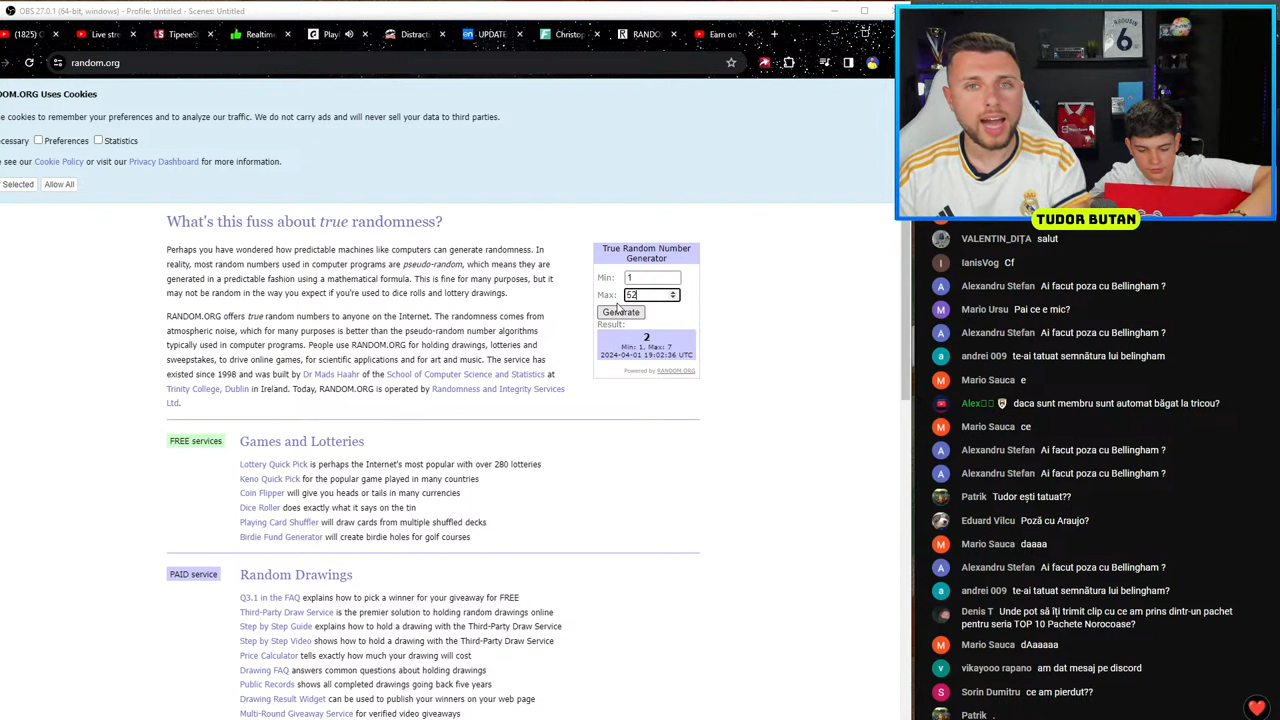 OBS 27.0.1 (64-bit, windows) - Profile: Untitled - Scenes: Untitled
(1825) C
Live stre
TipeeeSt
Realtime
Play
Distracti
UPDATE
Christop
RANDO
Earn on
random.org
DOM.ORG Uses Cookies
e cookies to remember your preferences and to analyze our traffic. We do not carry ads and will never sell your data to third parties.
ecessary Preferences Statistics
see our Cookie Policy or visit our Privacy Dashboard for more information.
Selected Allow All
What's this fuss about true randomness?
Perhaps you have wondered how predictable machines like computers can generate randomness. In
reality, most random numbers used in computer programs are pseudo-random, which means they are
generated in a predictable fashion using a mathematical formula. This is fine for many purposes, but it
may not be random in the way you expect if you're used to dice rolls and lottery drawings.
RANDOM.ORG offers true random numbers to anyone on the Internet. The randomness comes from
atmospheric noise, which for many purposes is better than the pseudo-random number algorithms
typically used in computer programs. People use RANDOM.ORG for holding drawings, lotteries and
sweepstakes, to drive online games, for scientific applications and for art and music. The service has
existed since 1998 and was built by Dr Mads Haahr of the School of Computer Science and Statistics at
Trinity College, Dublin in Ireland. Today, RANDOM.ORG is operated by Randomness and Integrity Services
Ltd.
True Random Number
Generator
Min: 1
Max: 52
Generate
Result:
2
Min: 1, Max: 7
2024-04-01 19:02:36 UTC
Powered by RANDOM.ORG
FREE services
Games and Lotteries
Lottery Quick Pick is perhaps the Internet's most popular with over 280 lotteries
Keno Quick Pick for the popular game played in many countries
Coin Flipper will give you heads or tails in many currencies
Dice Roller does exactly what it says on the tin
Playing Card Shuffler will draw cards from multiple shuffled decks
Birdie Fund Generator will create birdie holes for golf courses
PAID service
Random Drawings
Q3.1 in the FAQ explains how to pick a winner for your giveaway for FREE
Third-Party Draw Service is the premier solution to holding random drawings online
Step by Step Guide explains how to hold a drawing with the Third-Party Draw Service
Step by Step Video shows how to hold a drawing with the Third-Party Draw Service
Price Calculator tells exactly how much your drawing will cost
Drawing FAQ answers common questions about holding drawings
Public Records shows all completed drawings going back five years
Drawing Result Widget can be used to publish your winners on your web page
Multi-Round Giveaway Service for verified video giveaways
6
TUDOR BUTAN
VALENTIN_DIȚA salut
IanisVog Cf
Alexandru Stefan Ai facut poza cu Bellingham ?
Mario Ursu Pai ce e mic?
Alexandru Stefan Ai facut poza cu Bellingham ?
andrei 009 te-ai tatuat semnătura lui belingham
Mario Sauca e
Alex daca sunt membru sunt automat băgat la tricou?
Mario Sauca ce
Alexandru Stefan Ai facut poza cu Bellingham ?
Alexandru Stefan Ai facut poza cu Bellingham ?
Patrik Tudor ești tatuat??
Eduard Vilcu Poză cu Araujo?
Mario Sauca daaaa
Alexandru Stefan Ai facut poza cu Bellingham ?
andrei 009 te-ai tatuat semnătura lui belingham?
Denis T Unde pot să îți trimit clip cu ce am prins dintr-un pachet
pentru seria TOP 10 Pachete Norocoase?
Mario Sauca dAaaaaa
vikayooo rapano am dat mesaj pe discord
Sorin Dumitru ce am pierdut??
Patrik .